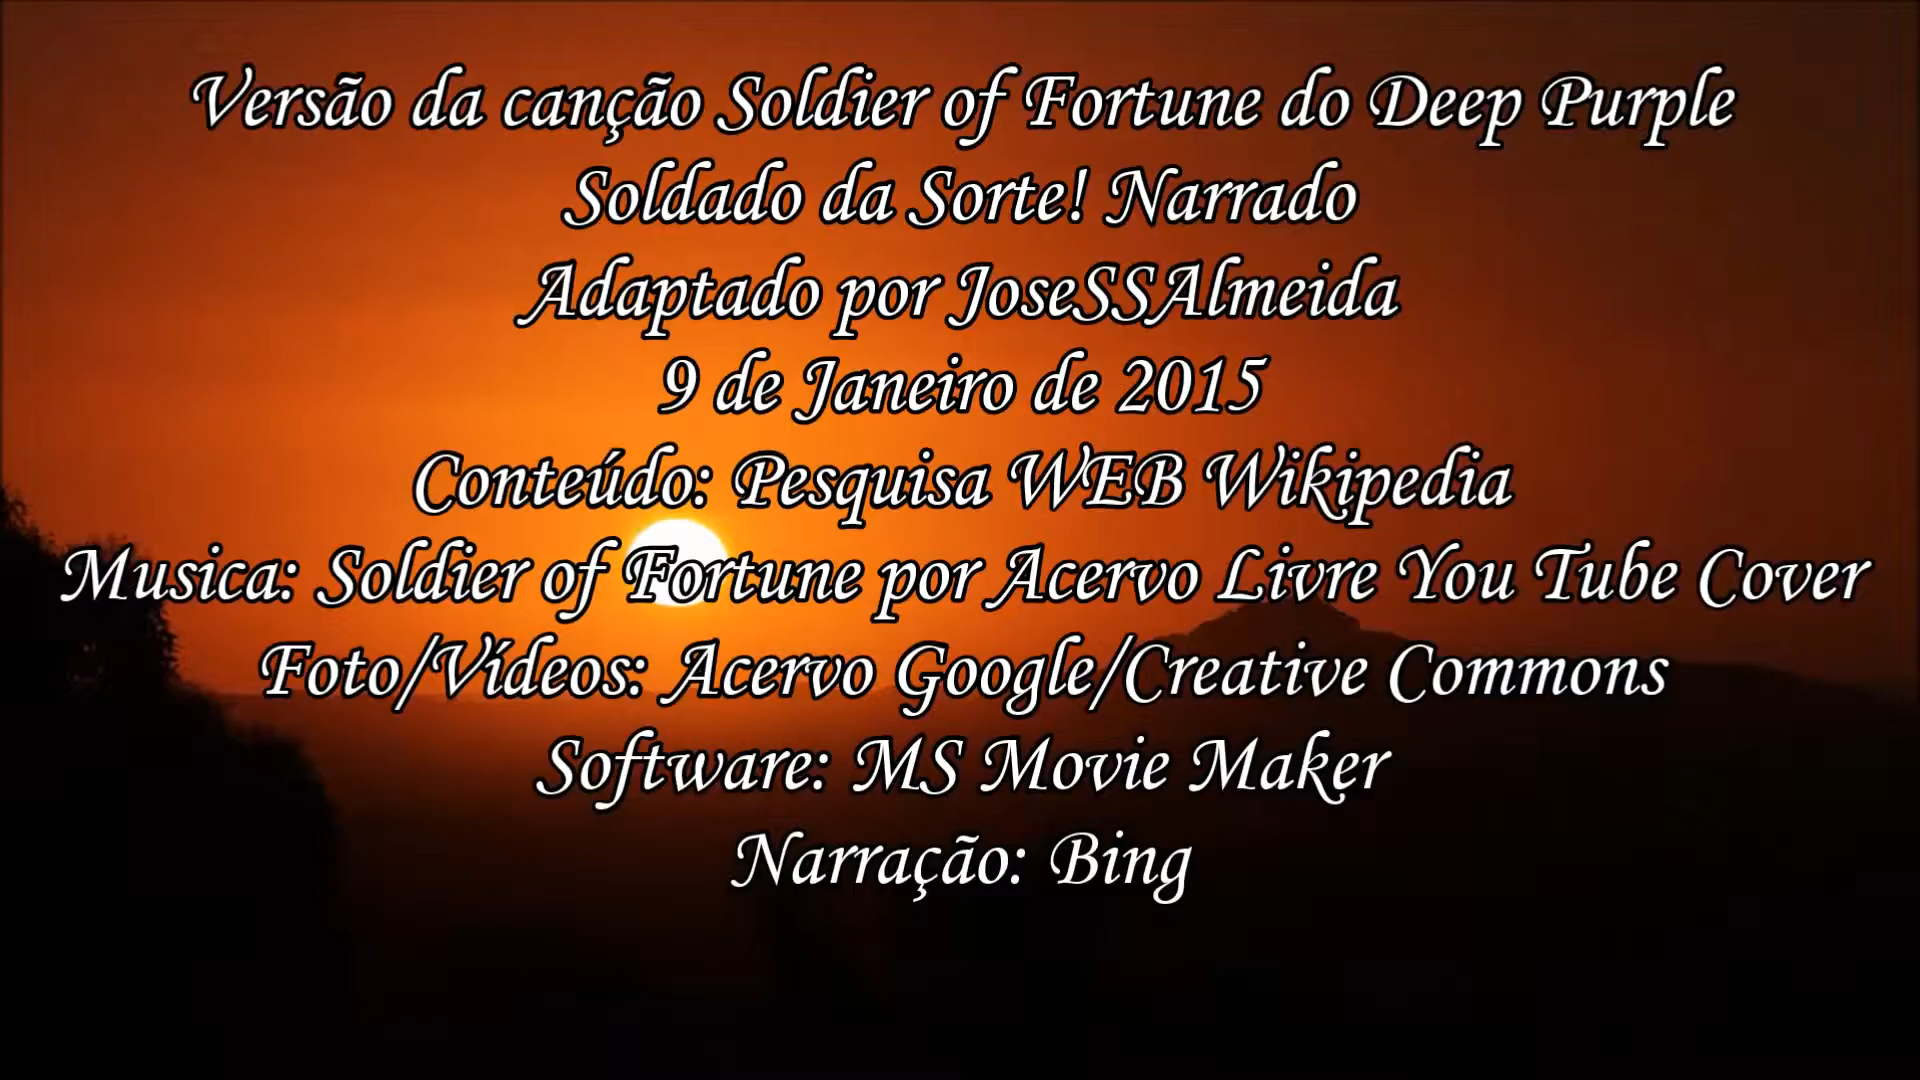 Versão da canção Soldier of Fortune do Deep Purple
Soldado da Sorte! Narrado
Adaptado por JoseSSAlmeida
9 de Janeiro de 2015
Conteúdo: Pesquisa WEB Wikipedia
Musica: Soldier of Fortune por Acervo Livre You Tube Cover
Foto/Vídeos: Acervo Google/Creative Commons
Software: MS Movie Maker
Narração: Bing